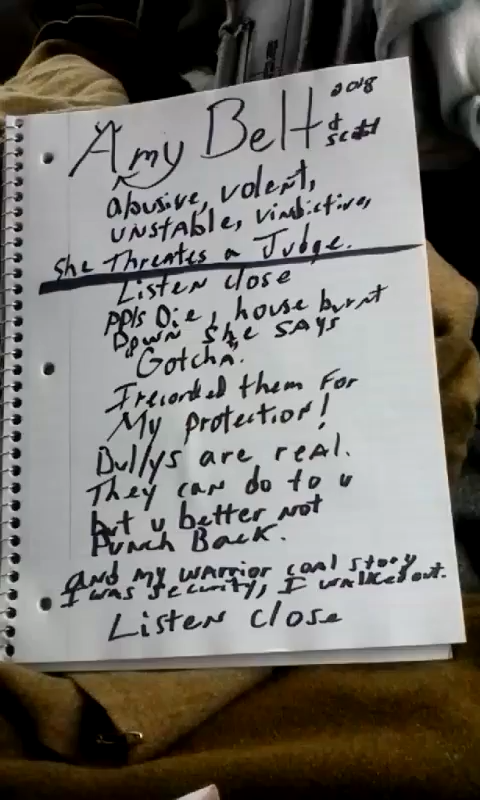 Amy Belt 2018
& Scott
abusive, volent,
UNSTABLE, vindictive,
She Threates a Judge.
Listen close
PPls Die, house burnt
Down She SAYS
"Gotcha."
I recorded them For
My Protection!
Bullys are real.
They can do to u
but u better not
Punch Back.
and my warrior coal story
I was security, I walked out.
Listen close